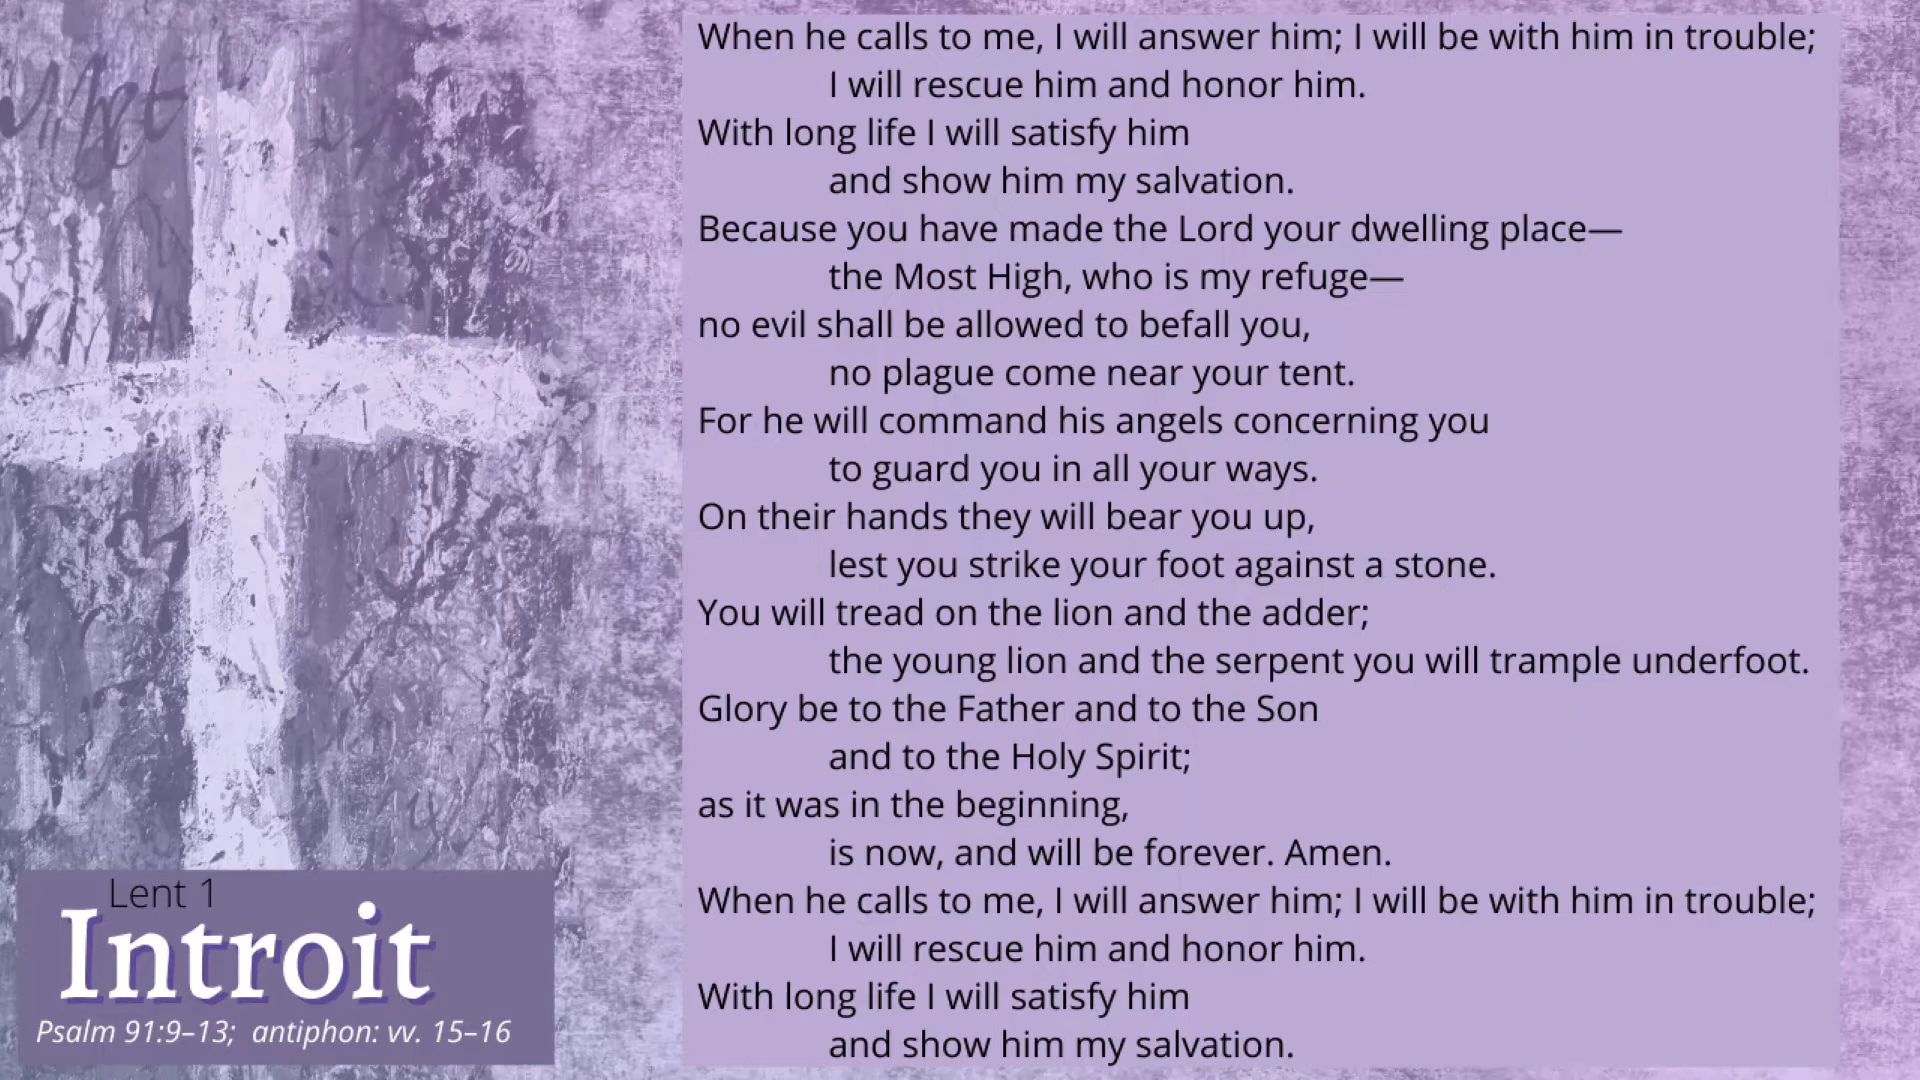 When he calls to me, I will answer him; I will be with him in trouble;
I will rescue him and honor him.
With long life I will satisfy him
and show him my salvation.
Because you have made the Lord your dwelling place—
the Most High, who is my refuge—
no evil shall be allowed to befall you,
no plague come near your tent.
For he will command his angels concerning you
to guard you in all your ways.
On their hands they will bear you up,
lest you strike your foot against a stone.
You will tread on the lion and the adder;
the young lion and the serpent you will trample underfoot.
Glory be to the Father and to the Son
and to the Holy Spirit;
as it was in the beginning,
is now, and will be forever. Amen.
When he calls to me, I will answer him; I will be with him in trouble;
I will rescue him and honor him.
With long life I will satisfy him
and show him my salvation.
Lent 1
Introit
Psalm 91:9–13; antiphon: vv. 15–16